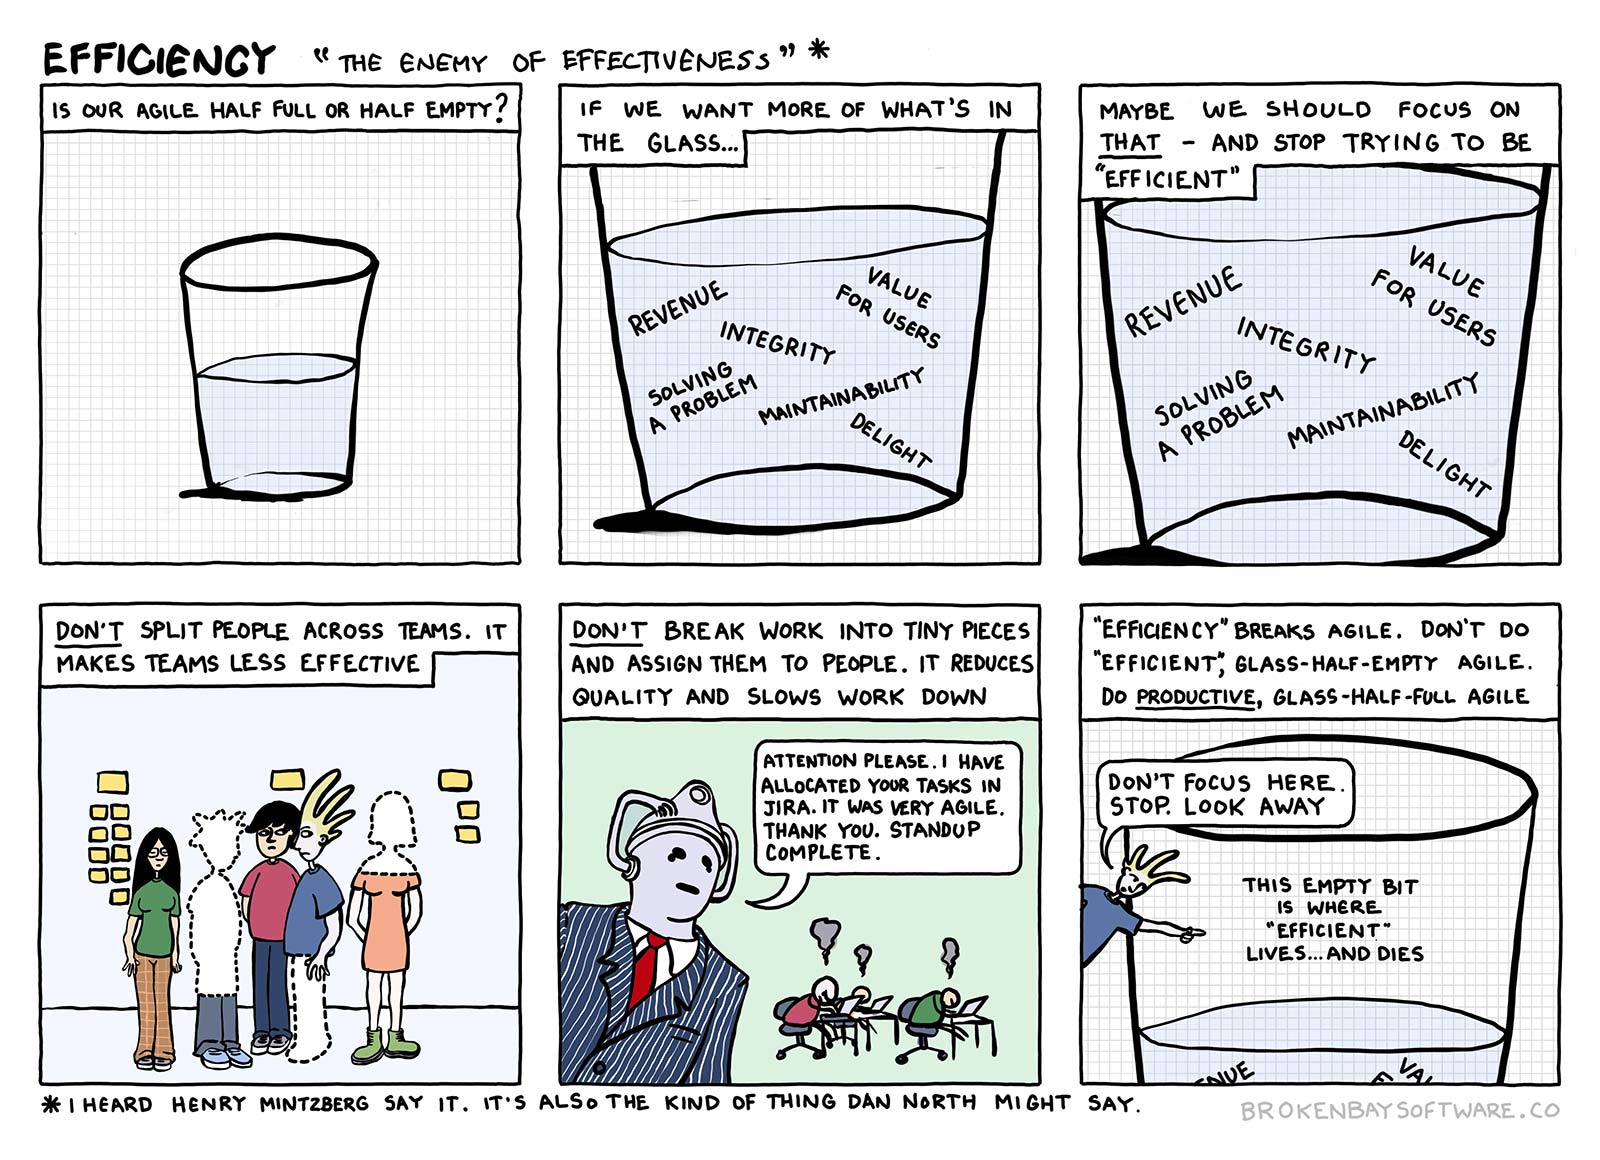 EFFICIENCY "THE ENEMY OF EFFECTIVENESS" *
IS OUR AGILE HALF FULL OR HALF EMPTY?
IF WE WANT MORE OF WHAT'S IN
THE GLASS...
REVENUE
VALUE
FOR USERS
INTEGRITY
SOLVING
A PROBLEM
MAINTAINABILITY
DELIGHT
MAYBE WE SHOULD FOCUS ON
THAT - AND STOP TRYING TO BE
"EFFICIENT"
REVENUE
VALUE
FOR USERS
INTEGRITY
SOLVING
A PROBLEM
MAINTAINABILITY
DELIGHT
DON'T SPLIT PEOPLE ACROSS TEAMS. IT
MAKES TEAMS LESS EFFECTIVE
DON'T BREAK WORK INTO TINY PIECES
AND ASSIGN THEM TO PEOPLE. IT REDUCES
QUALITY AND SLOWS WORK DOWN
ATTENTION PLEASE. I HAVE
ALLOCATED YOUR TASKS IN
JIRA. IT WAS VERY AGILE.
THANK YOU. STANDUP
COMPLETE.
"EFFICIENCY" BREAKS AGILE. DON'T DO
"EFFICIENT", GLASS-HALF-EMPTY AGILE.
DO PRODUCTIVE, GLASS-HALF-FULL AGILE
DON'T FOCUS HERE.
STOP. LOOK AWAY
THIS EMPTY BIT
IS WHERE
"EFFICIENT"
LIVES...AND DIES
ENUE
VAL
F
* I HEARD HENRY MINTZBERG SAY IT. IT'S ALSO THE KIND OF THING DAN NORTH MIGHT SAY.
BROKENBAYSOFTWARE.CO